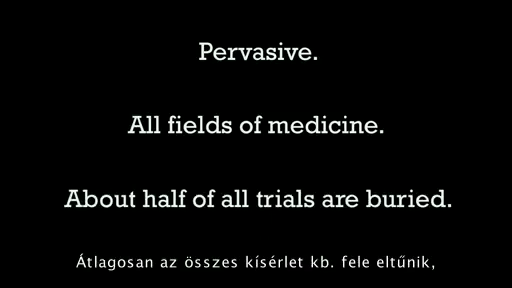 Pervasive.
All fields of medicine.
About half of all trials are buried.
Átlagosan az összes kísérlet kb. fele eltűnik,